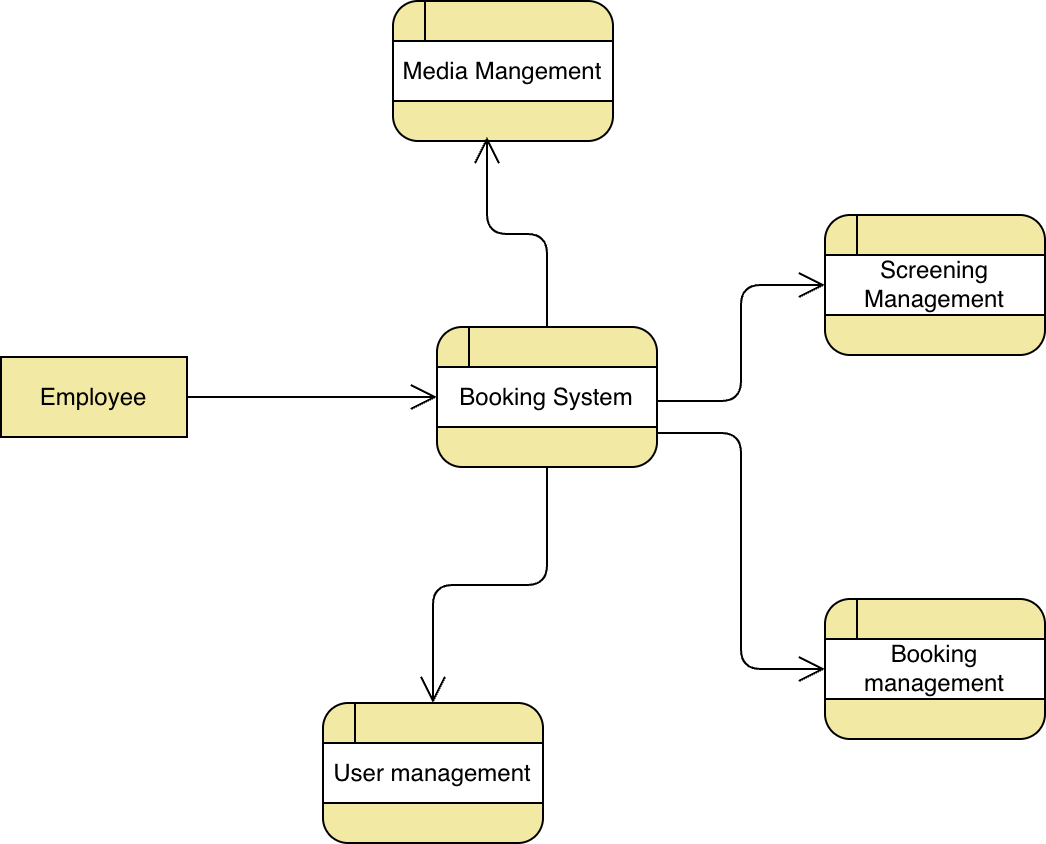 Media Mangement
Screening
Management
Employee
Booking System
Booking
management
User management